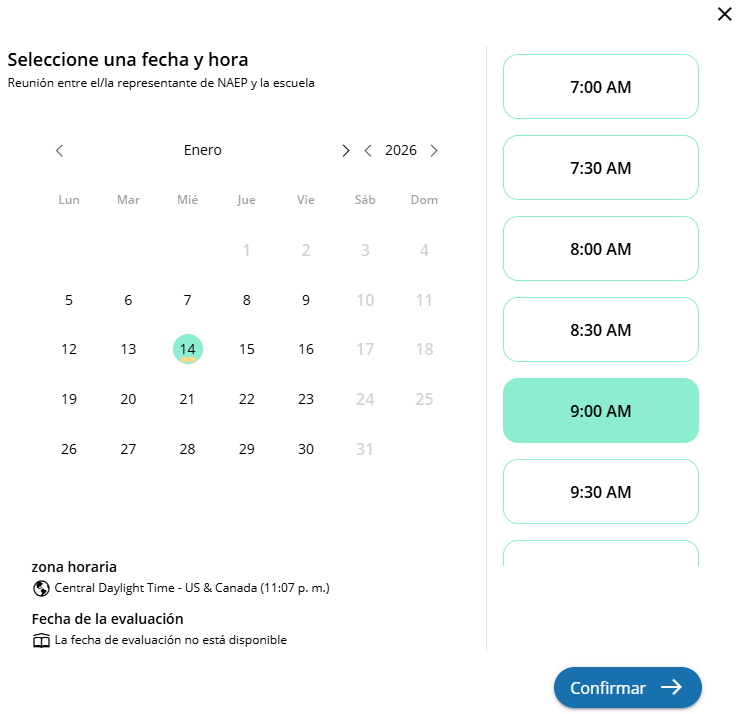 Seleccione una fecha y hora
Reunión entre el/la representante de NAEP y la escuela
Enero 2026
Lun Mar Mié Jue Vie Sáb Dom
1 2 3 4
5 6 7 8 9 10 11
12 13 14 15 16 17 18
19 20 21 22 23 24 25
26 27 28 29 30 31
zona horaria
Central Daylight Time - US & Canada (11:07 p. m.)
Fecha de la evaluación
La fecha de evaluación no está disponible
7:00 AM
7:30 AM
8:00 AM
8:30 AM
9:00 AM
9:30 AM
Confirmar